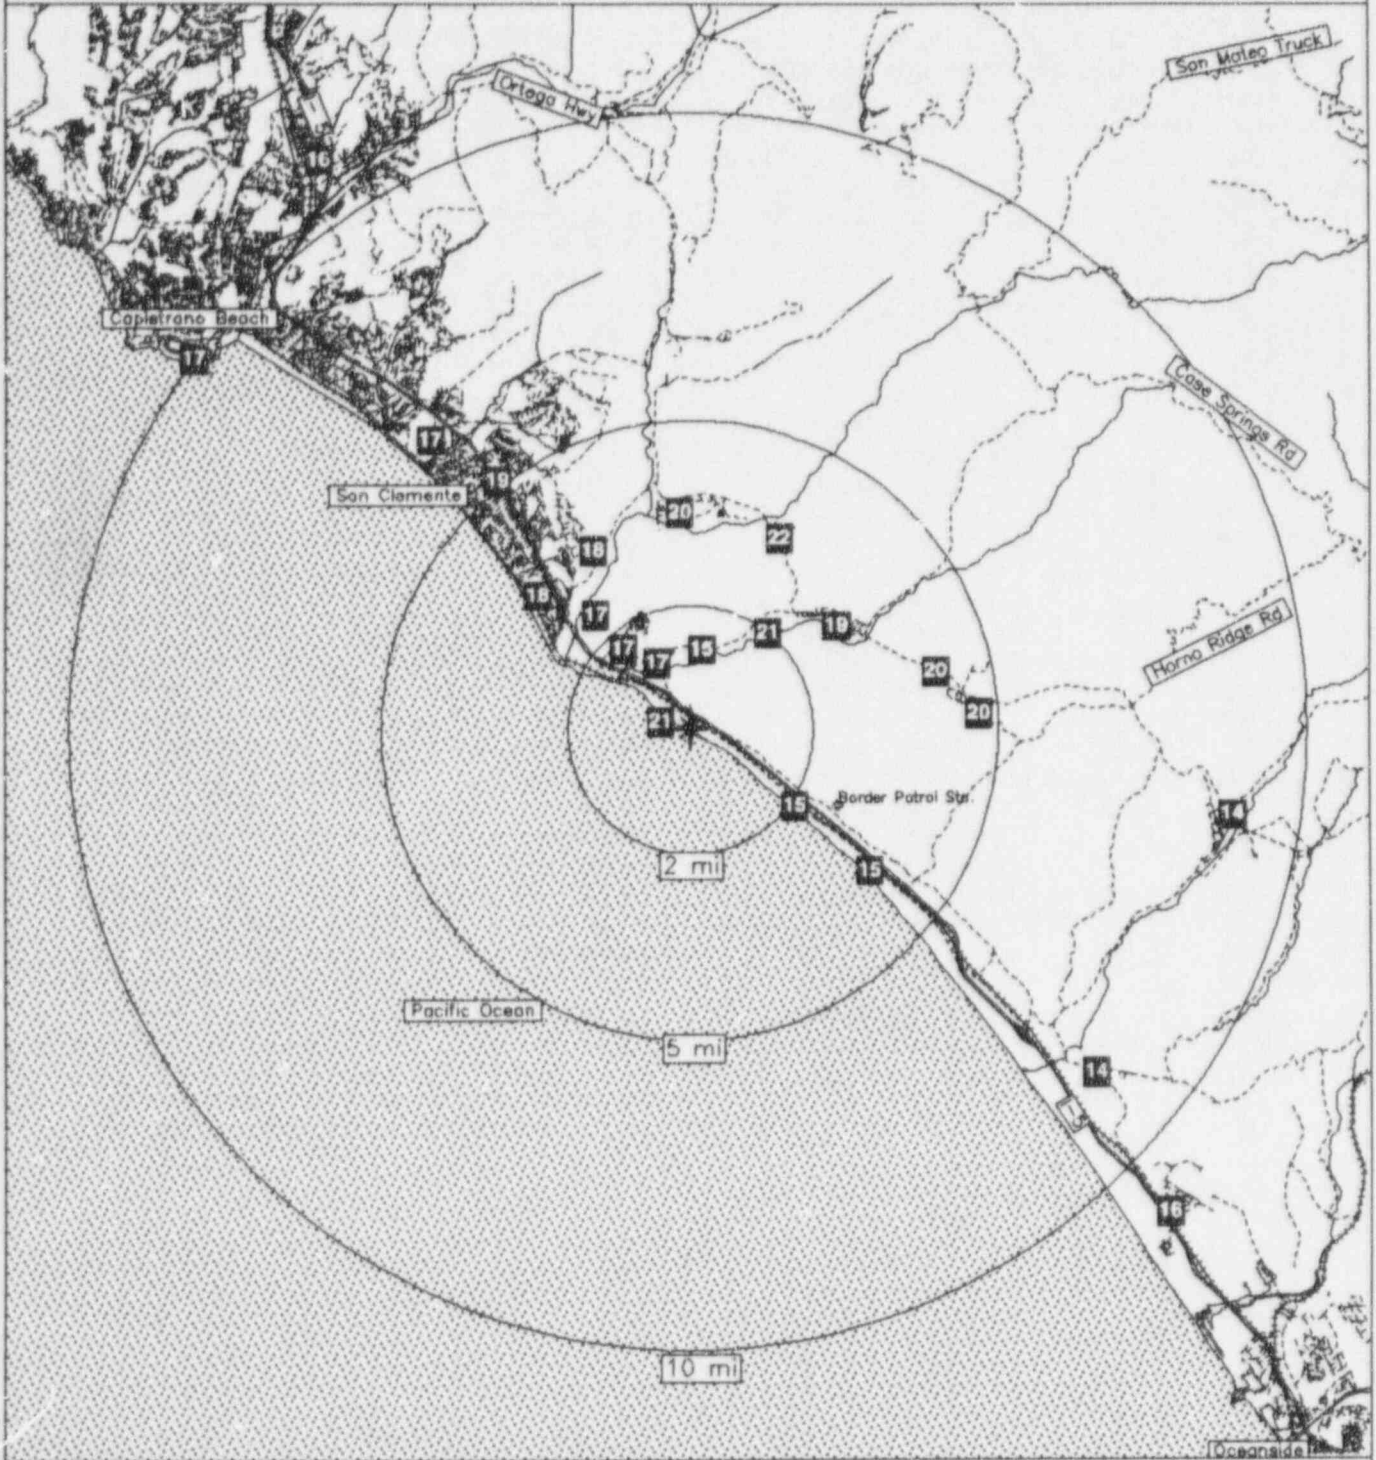 San Mateo Truck
Ortega Hwy
16
Capistrano Beach
17
Case Springs Rd
17
19
San Clemente
20
22
18
18
17
21
19
17
17
15
Horno Ridge Rd
20
20
21
15
Border Patrol Stn.
14
2 mi
15
Pacific Ocean
5 mi
14
I-5
16
10 mi
Oceanside